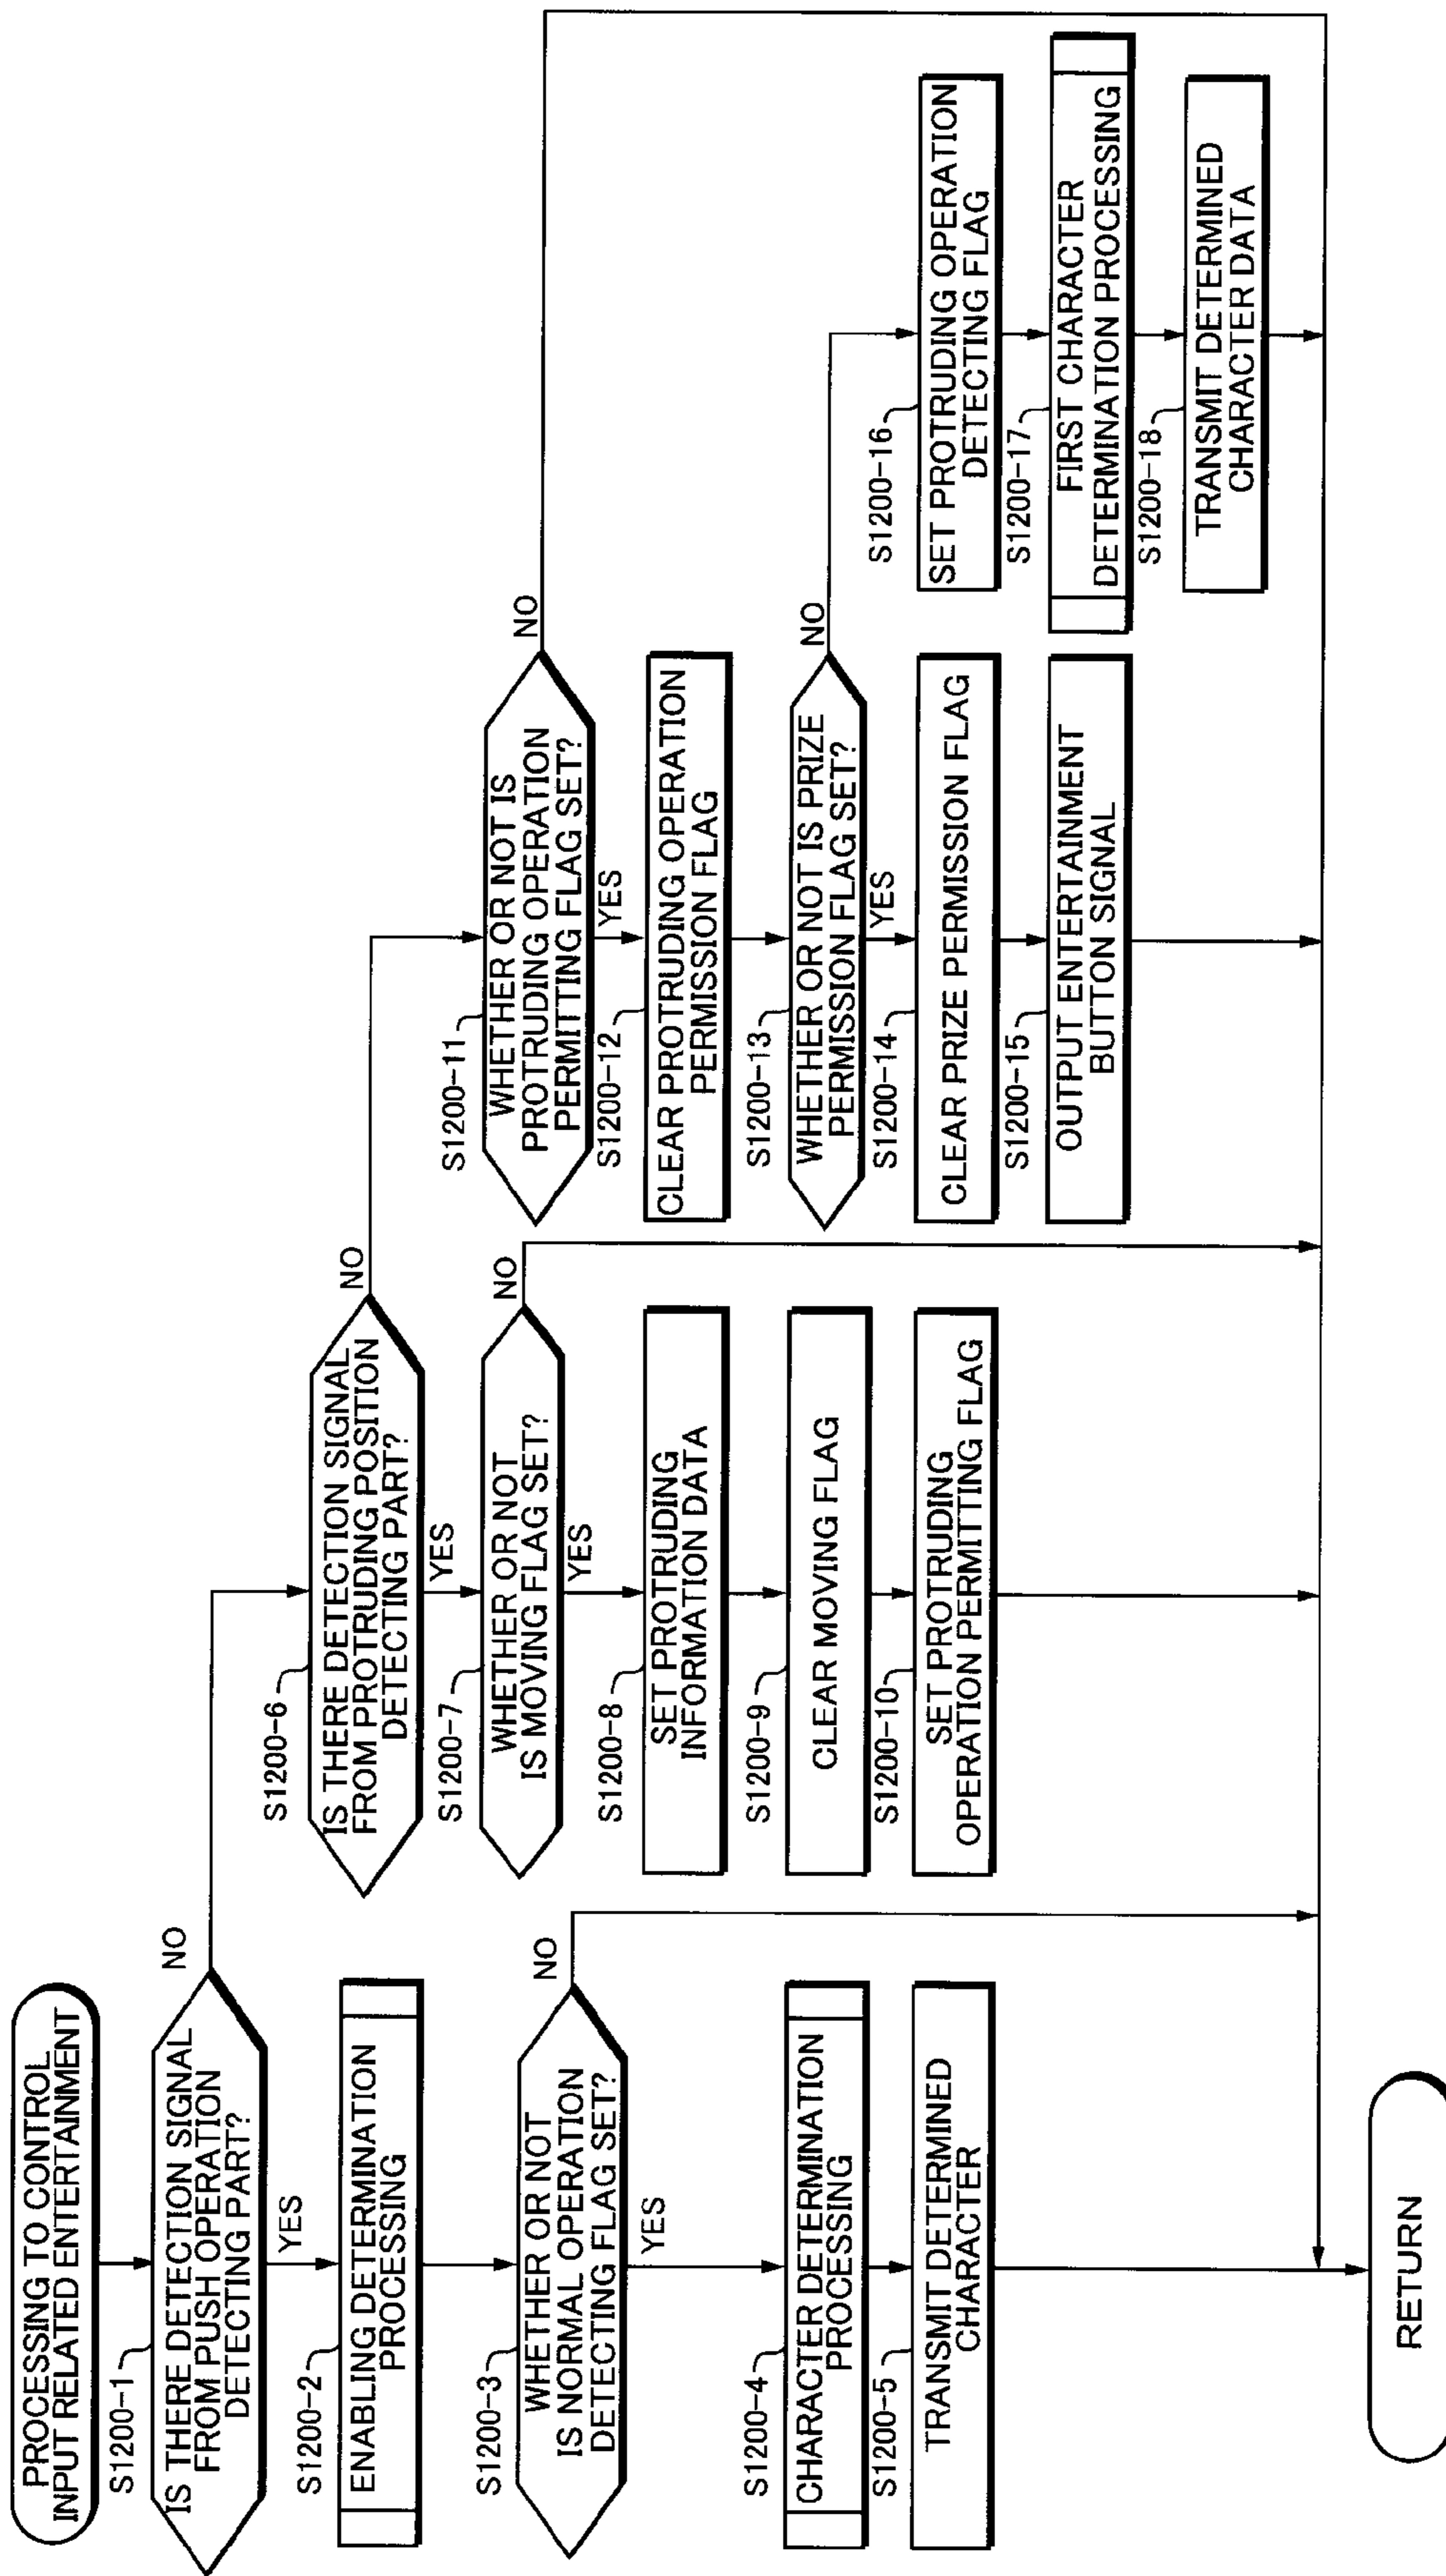 PROCESSING TO CONTROL
INPUT RELATED ENTERTAINMENT
S1200-1
IS THERE DETECTION SIGNAL
FROM PUSH OPERATION
DETECTING PART?
NO
YES
S1200-2
ENABLING DETERMINATION
PROCESSING
S1200-3
WHETHER OR NOT
IS NORMAL OPERATION
DETECTING FLAG SET?
NO
YES
S1200-4
CHARACTER DETERMINATION
PROCESSING
S1200-5
TRANSMIT DETERMINED
CHARACTER
S1200-6
IS THERE DETECTION SIGNAL
FROM PROTRUDING POSITION
DETECTING PART?
NO
YES
S1200-7
WHETHER OR NOT
IS MOVING FLAG SET?
NO
YES
S1200-8
SET PROTRUDING
INFORMATION DATA
S1200-9
CLEAR MOVING FLAG
S1200-10
SET PROTRUDING
OPERATION PERMITTING FLAG
S1200-11
WHETHER OR NOT IS
PROTRUDING OPERATION
PERMITTING FLAG SET?
NO
YES
S1200-12
CLEAR PROTRUDING OPERATION
PERMISSION FLAG
S1200-13
WHETHER OR NOT IS PRIZE
PERMISSION FLAG SET?
NO
YES
S1200-14
CLEAR PRIZE PERMISSION FLAG
S1200-15
OUTPUT ENTERTAINMENT
BUTTON SIGNAL
S1200-16
SET PROTRUDING OPERATION
DETECTING FLAG
S1200-17
FIRST CHARACTER
DETERMINATION PROCESSING
S1200-18
TRANSMIT DETERMINED
CHARACTER DATA
RETURN